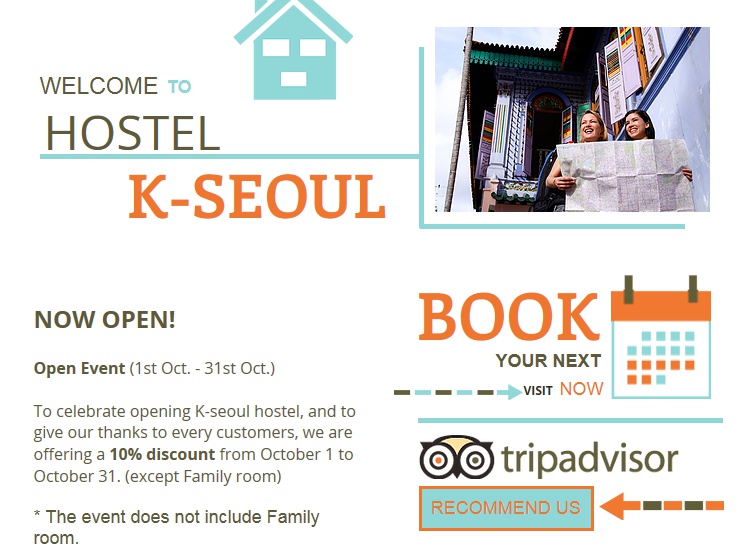 WELCOME TO
HOSTEL
K-SEOUL
NOW OPEN!
Open Event (1st Oct. - 31st Oct.)
To celebrate opening K-seoul hostel, and to
give our thanks to every customers, we are
offering a 10% discount from October 1 to
October 31. (except Family room)
* The event does not include Family
room.
BOOK
YOUR NEXT
VISIT NOW
tripadvisor
RECOMMEND US